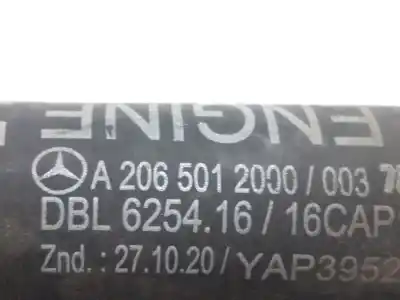 ENGINE
A 206 501 2000 / 003
DBL 6254.16 / 16CAP
Znd. : 27.10.20 / YAP3952